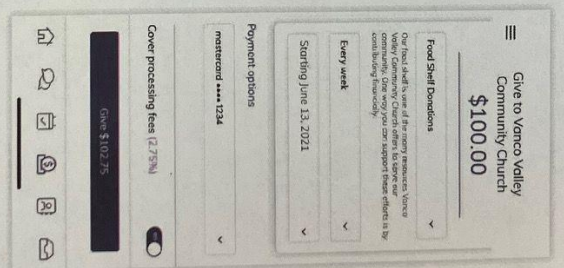 Give to Vanco Valley
Community Church
$100.00
Food Shelf Donations
Our food shelf is one of the many resources Vanco
Valley Community Church offers to serve our
community. One way you can support these efforts is by
contributing financially.
Every week
Starting June 13, 2021
Payment options
mastercard •••• 1234
Cover processing fees (2.75%)
Give $102.75